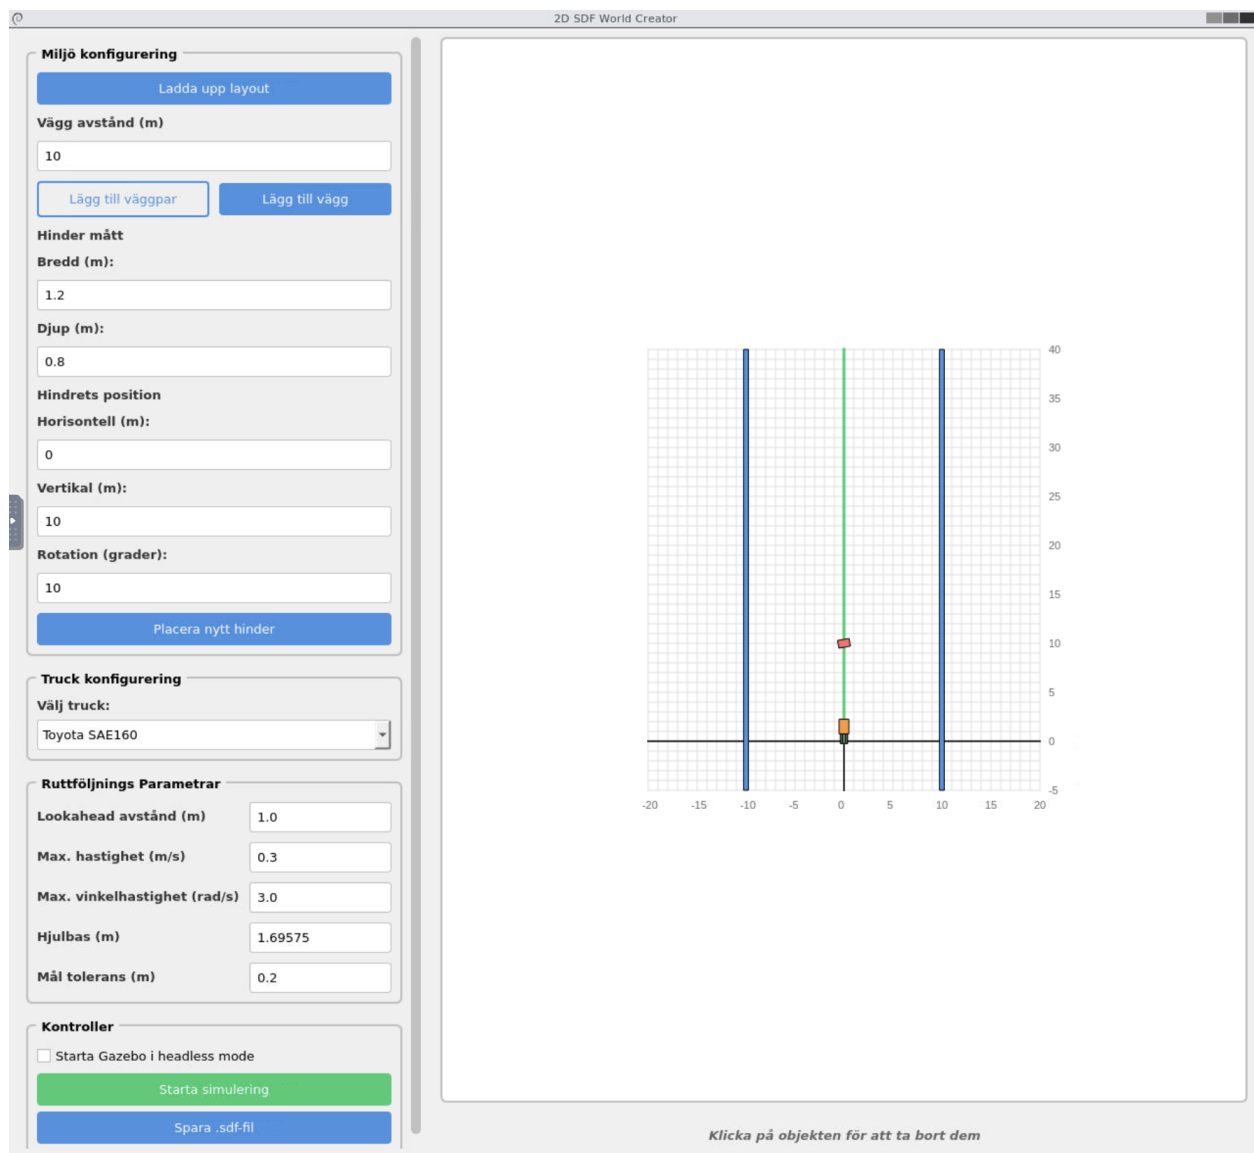 2D SDF World Creator
Miljö konfigurering
Ladda upp layout
Vägg avstånd (m)
10
Lägg till väggpar
Lägg till vägg
Hinder mått
Bredd (m):
1.2
Djup (m):
0.8
Hindrets position
Horisontell (m):
0
Vertikal (m):
10
Rotation (grader):
10
Placera nytt hinder
Truck konfigurering
Välj truck:
Toyota SAE160
Ruttföljnings Parametrar
Lookahead avstånd (m)
1.0
Max. hastighet (m/s)
0.3
Max. vinkelhastighet (rad/s)
3.0
Hjulbas (m)
1.69575
Mål tolerans (m)
0.2
Kontroller
Starta Gazebo i headless mode
Starta simulering
Spara .sdf-fil
40
35
30
25
20
15
10
5
0
-5
-20 -15 -10 -5 0 5 10 15 20
Klicka på objekten för att ta bort dem